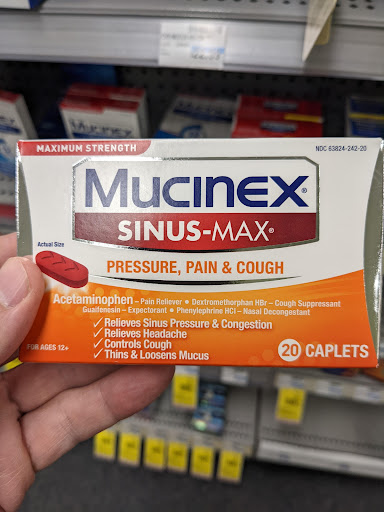 MAXIMUM STRENGTH
NDC 63824-242-20
Mucinex®
SINUS-MAX®
Actual Size
PRESSURE, PAIN & COUGH
Acetaminophen – Pain Reliever • Dextromethorphan HBr – Cough Suppressant
Guaifenesin – Expectorant • Phenylephrine HCl – Nasal Decongestant
✓ Relieves Sinus Pressure & Congestion
✓ Relieves Headache
✓ Controls Cough
✓ Thins & Loosens Mucus
FOR AGES 12+
20 CAPLETS
Mucinex